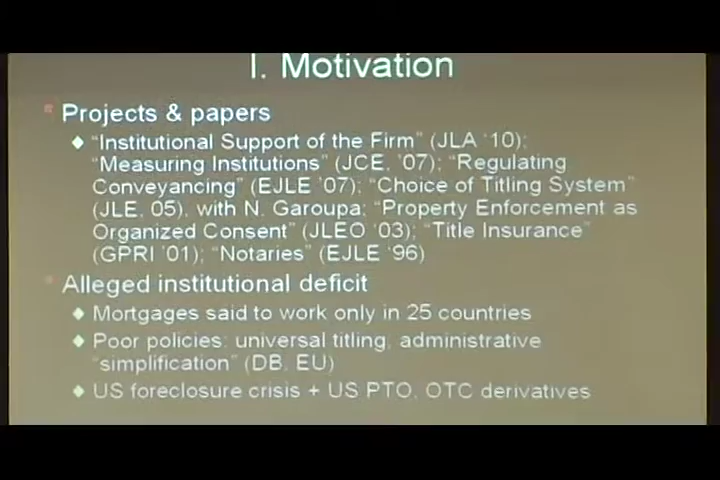 I. Motivation
Projects & papers
“Institutional Support of the Firm” (JLA ‘10);
“Measuring Institutions” (JCE, ‘07); “Regulating
Conveyancing” (EJLE ‘07); “Choice of Titling System”
(JLE, 05), with N. Garoupa; “Property Enforcement as
Organized Consent” (JLEO ‘03); “Title Insurance”
(GPRI ‘01); “Notaries” (EJLE ‘96)
Alleged institutional deficit
Mortgages said to work only in 25 countries
Poor policies: universal titling, administrative
“simplification” (DB, EU)
US foreclosure crisis + US PTO, OTC derivatives